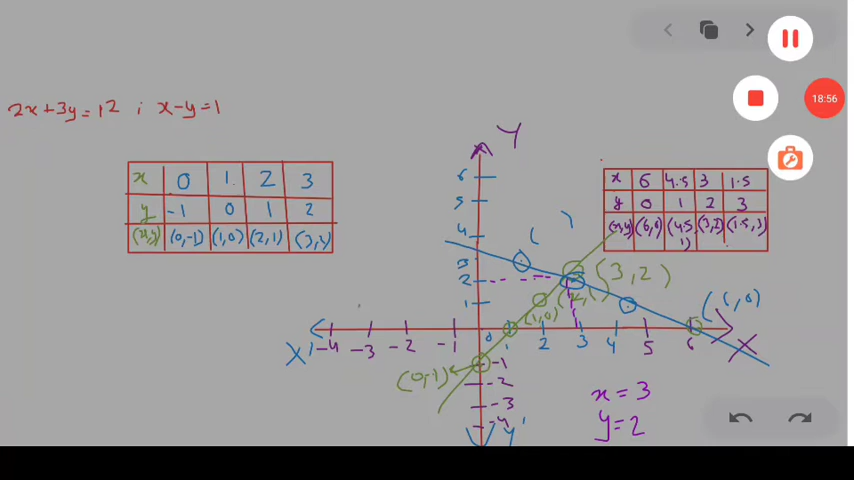 18:56
2x+3y=12 ; x-y=1
x 0 1 2 3
y -1 0 1 2
(x,y) (0,-1) (1,0) (2,1)
x 6 4.5 3 1.5
y 0 1 2 3
(x,y) (6,0) (4.5 1) (3,2) (1.5,3)
Y
6
5
4
3
2
1
(3,2)
(1,0)
X' -4 -3 -2 -1 0 1 2 3 4 5 6 X
(0,-1)
-1
-2
-3
-4
Y'
x=3
y=2